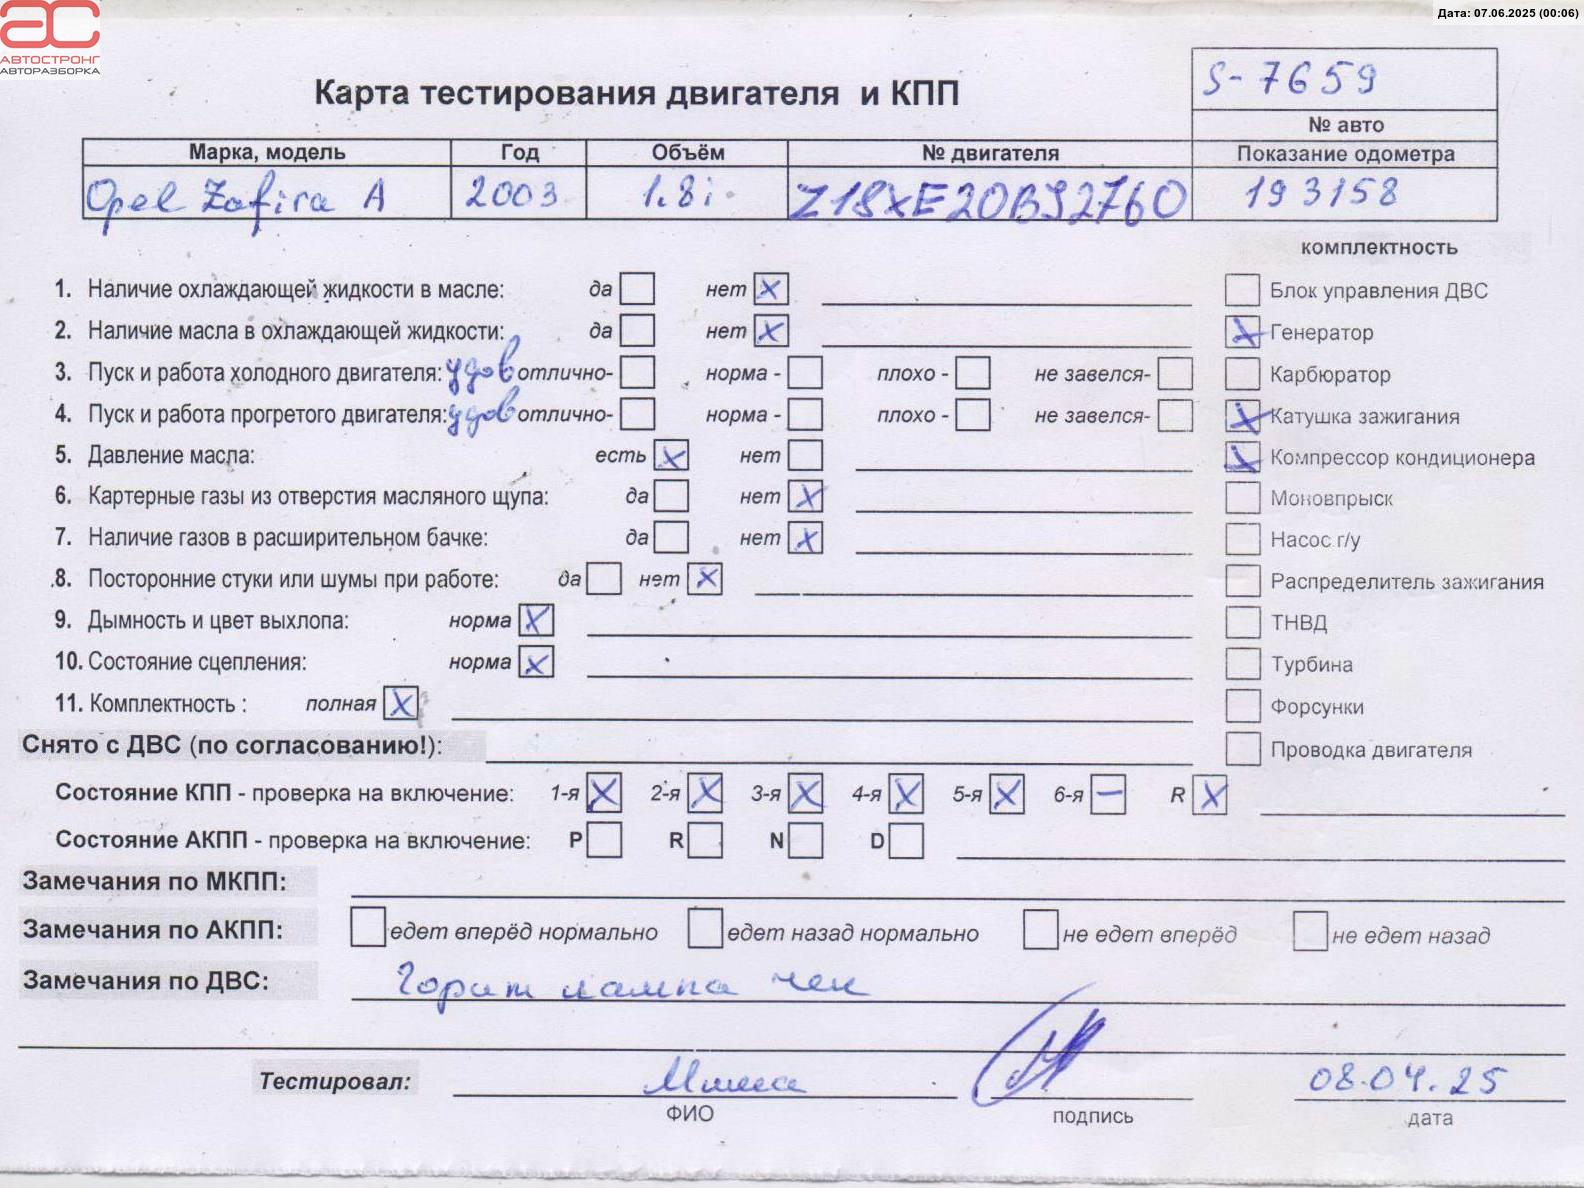 АС
АВТОСТРОНГ
АВТОРАЗБОРКА
Дата: 07.06.2025 (00:06)
Карта тестирования двигателя и КПП
S-7659
№ авто
Марка, модель Год Объём № двигателя Показание одометра
Opel Zafira A 2003 1.8i Z18XE20B92760 193158
комплектность
1. Наличие охлаждающей жидкости в масле: да нет X Блок управления ДВС
2. Наличие масла в охлаждающей жидкости: да нет X X Генератор
3. Пуск и работа холодного двигателя: удов отлично- норма - плохо - не завелся- Карбюратор
4. Пуск и работа прогретого двигателя: удов отлично- норма - плохо - не завелся- X Катушка зажигания
5. Давление масла: есть X нет X Компрессор кондиционера
6. Картерные газы из отверстия масляного щупа: да нет X Моновпрыск
7. Наличие газов в расширительном бачке: да нет X Насос г/у
8. Посторонние стуки или шумы при работе: да нет X Распределитель зажигания
9. Дымность и цвет выхлопа: норма X ТНВД
10. Состояние сцепления: норма X Турбина
11. Комплектность : полная X Форсунки
Снято с ДВС (по согласованию!): Проводка двигателя
Состояние КПП - проверка на включение: 1-я X 2-я X 3-я X 4-я X 5-я X 6-я — R X
Состояние АКПП - проверка на включение: P R N D
Замечания по МКПП:
Замечания по АКПП: едет вперёд нормально едет назад нормально не едет вперёд не едет назад
Замечания по ДВС: Горит лампа чек
Тестировал: Миша 08.04.25
ФИО подпись дата